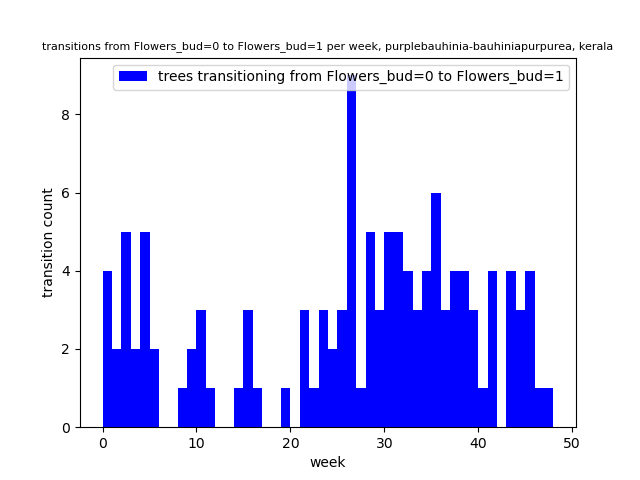 transitions from Flowers_bud=0 to Flowers_bud=1 per week, purplebauhinia-bauhiniapurpurea, kerala
trees transitioning from Flowers_bud=0 to Flowers_bud=1
transition count
8
6
4
2
0
0 10 20 30 40 50
week